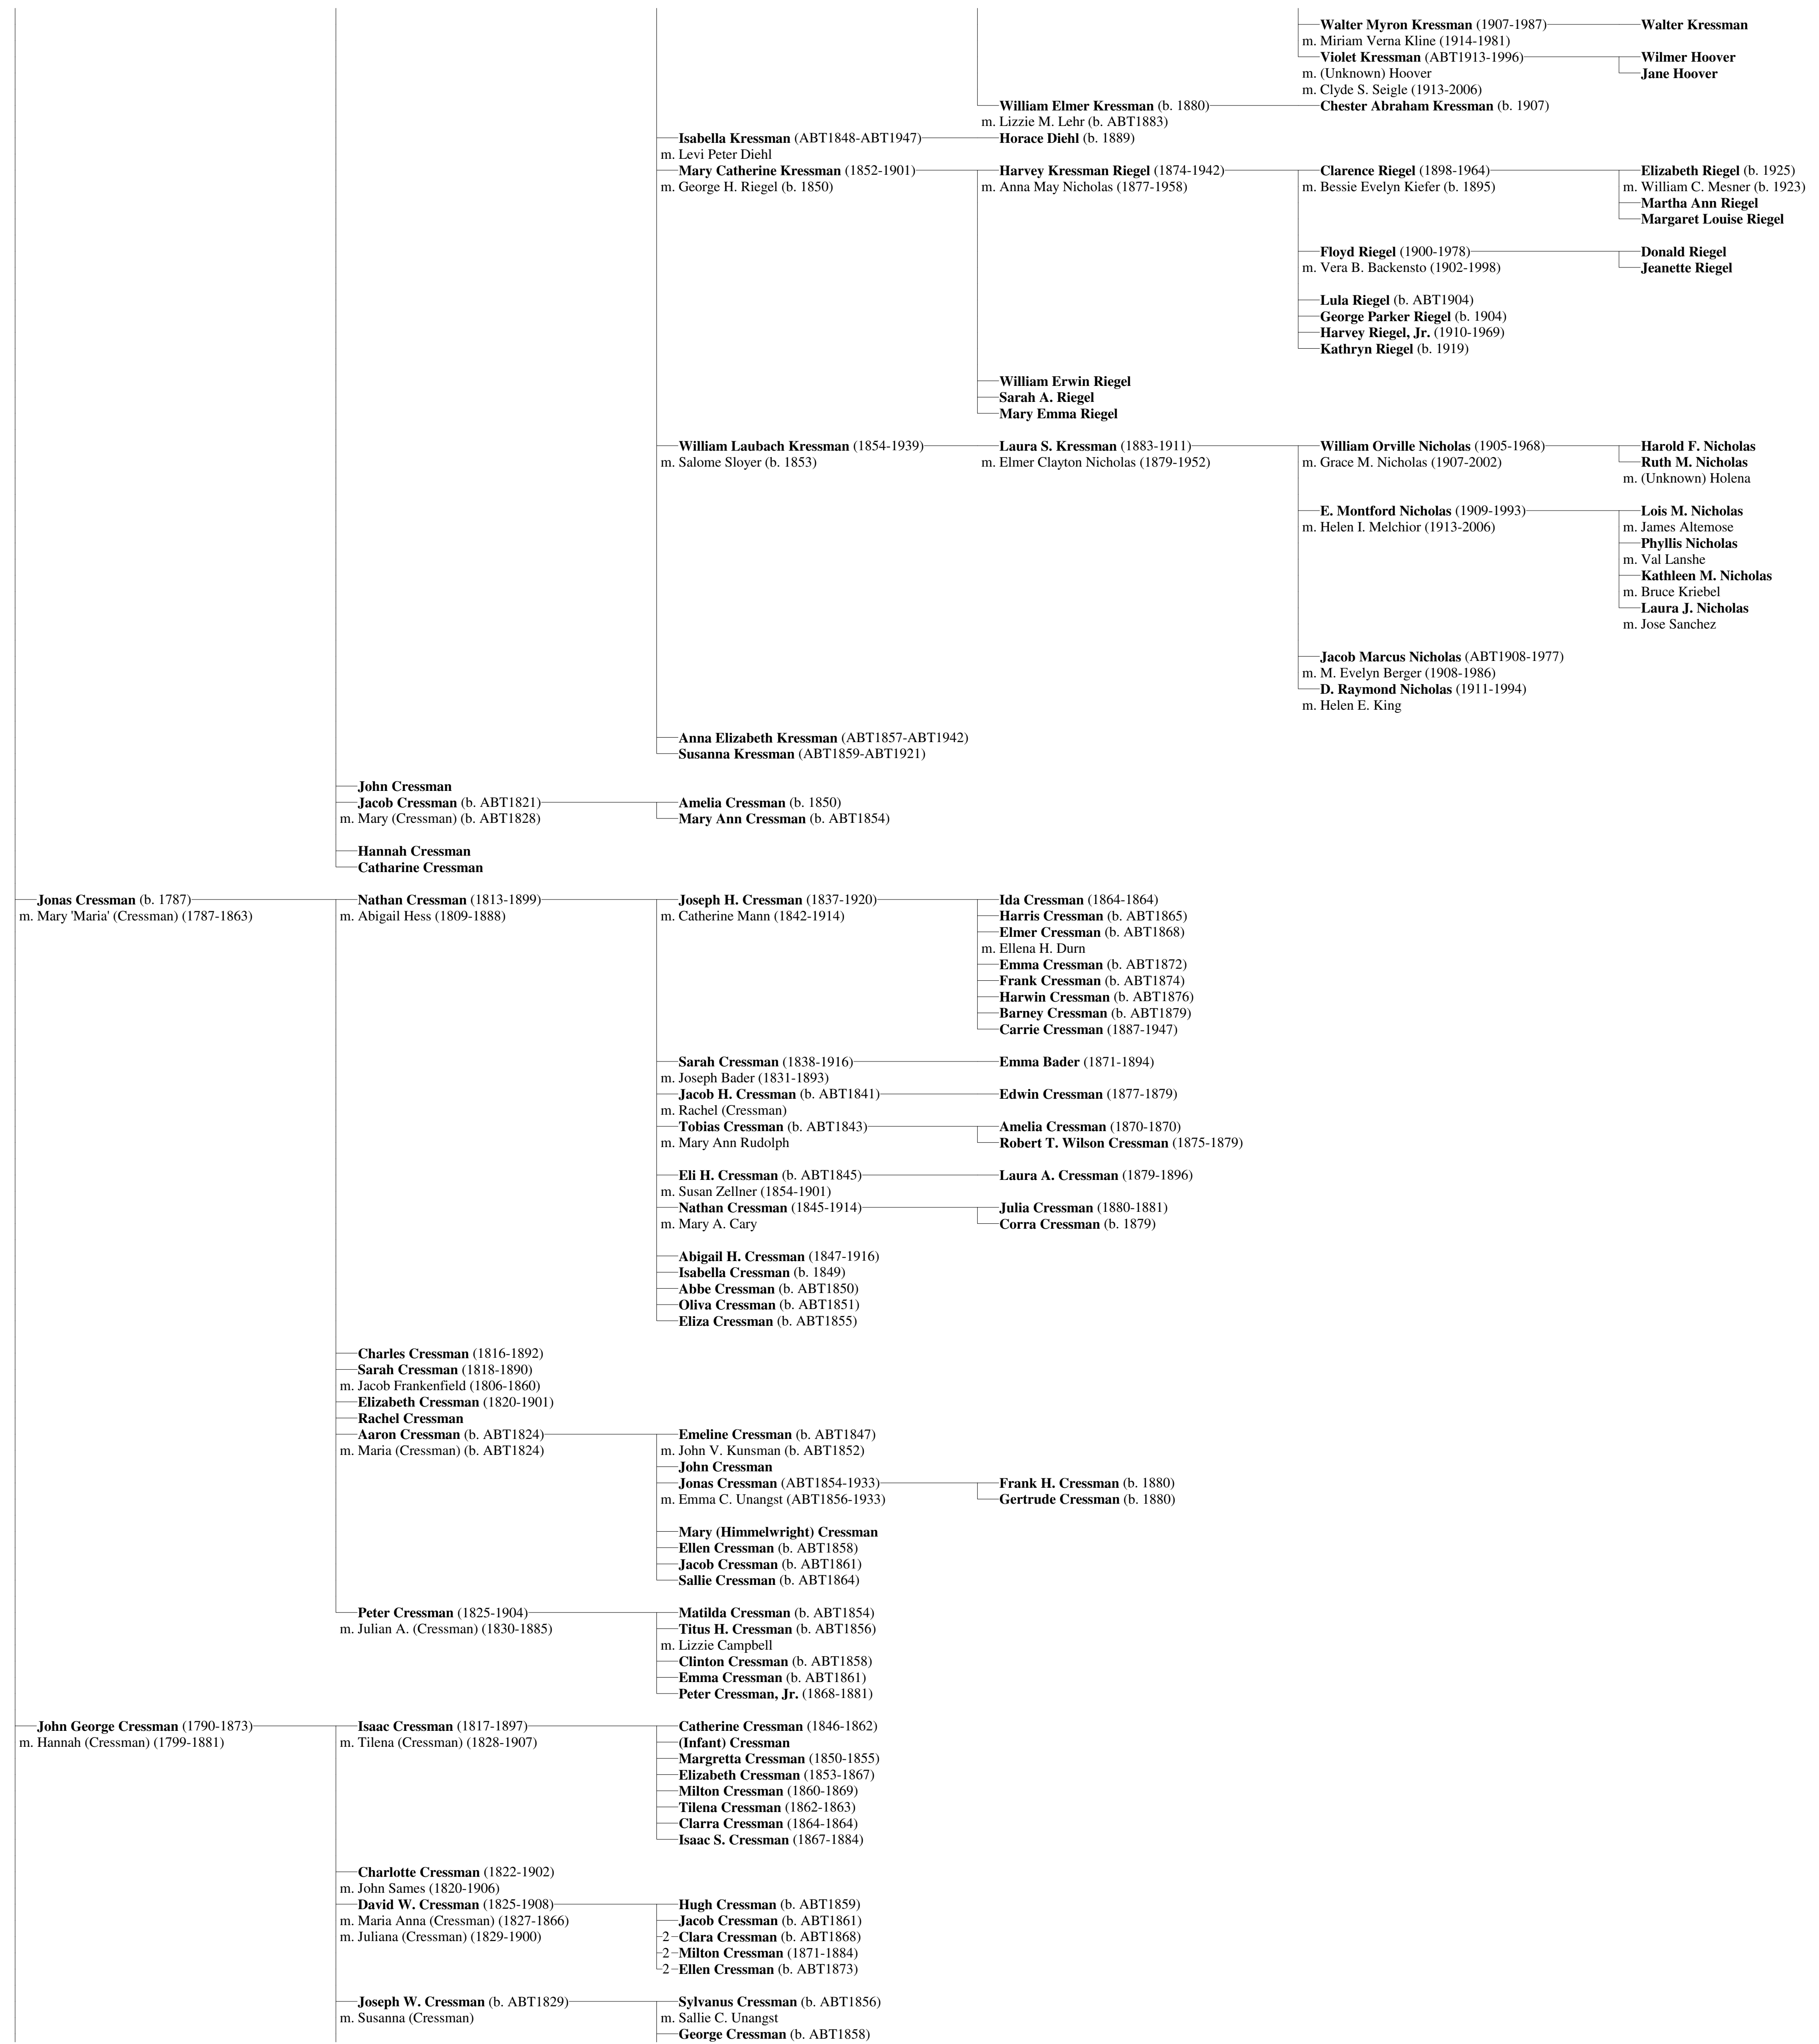 Walter Myron Kressman (1907-1987) Walter Kressman
m. Miriam Verna Kline (1914-1981)
Violet Kressman (ABT1913-1996) Wilmer Hoover
m. (Unknown) Hoover Jane Hoover
m. Clyde S. Seigle (1913-2006)
William Elmer Kressman (b. 1880) Chester Abraham Kressman (b. 1907)
m. Lizzie M. Lehr (b. ABT1883)
Isabella Kressman (ABT1848-ABT1947) Horace Diehl (b. 1889)
m. Levi Peter Diehl
Mary Catherine Kressman (1852-1901) Harvey Kressman Riegel (1874-1942) Clarence Riegel (1898-1964) Elizabeth Riegel (b. 1925)
m. George H. Riegel (b. 1850) m. Anna May Nicholas (1877-1958) m. Bessie Evelyn Kiefer (b. 1895) m. William C. Mesner (b. 1923)
Martha Ann Riegel
Margaret Louise Riegel
Floyd Riegel (1900-1978) Donald Riegel
m. Vera B. Backensto (1902-1998) Jeanette Riegel
Lula Riegel (b. ABT1904)
George Parker Riegel (b. 1904)
Harvey Riegel, Jr. (1910-1969)
Kathryn Riegel (b. 1919)
William Erwin Riegel
Sarah A. Riegel
Mary Emma Riegel
William Laubach Kressman (1854-1939) Laura S. Kressman (1883-1911) William Orville Nicholas (1905-1968) Harold F. Nicholas
m. Salome Sloyer (b. 1853) m. Elmer Clayton Nicholas (1879-1952) m. Grace M. Nicholas (1907-2002) Ruth M. Nicholas
m. (Unknown) Holena
E. Montford Nicholas (1909-1993) Lois M. Nicholas
m. Helen I. Melchior (1913-2006) m. James Altemose
Phyllis Nicholas
m. Val Lanshe
Kathleen M. Nicholas
m. Bruce Kriebel
Laura J. Nicholas
m. Jose Sanchez
Jacob Marcus Nicholas (ABT1908-1977)
m. M. Evelyn Berger (1908-1986)
D. Raymond Nicholas (1911-1994)
m. Helen E. King
Anna Elizabeth Kressman (ABT1857-ABT1942)
Susanna Kressman (ABT1859-ABT1921)
John Cressman
Jacob Cressman (b. ABT1821) Amelia Cressman (b. 1850)
m. Mary (Cressman) (b. ABT1828) Mary Ann Cressman (b. ABT1854)
Hannah Cressman
Catharine Cressman
Jonas Cressman (b. 1787) Nathan Cressman (1813-1899) Joseph H. Cressman (1837-1920) Ida Cressman (1864-1864)
m. Mary 'Maria' (Cressman) (1787-1863) m. Abigail Hess (1809-1888) m. Catherine Mann (1842-1914) Harris Cressman (b. ABT1865)
Elmer Cressman (b. ABT1868)
m. Ellena H. Durn
Emma Cressman (b. ABT1872)
Frank Cressman (b. ABT1874)
Harwin Cressman (b. ABT1876)
Barney Cressman (b. ABT1879)
Carrie Cressman (1887-1947)
Sarah Cressman (1838-1916) Emma Bader (1871-1894)
m. Joseph Bader (1831-1893)
Jacob H. Cressman (b. ABT1841) Edwin Cressman (1877-1879)
m. Rachel (Cressman)
Tobias Cressman (b. ABT1843) Amelia Cressman (1870-1870)
m. Mary Ann Rudolph Robert T. Wilson Cressman (1875-1879)
Eli H. Cressman (b. ABT1845) Laura A. Cressman (1879-1896)
m. Susan Zellner (1854-1901)
Nathan Cressman (1845-1914) Julia Cressman (1880-1881)
m. Mary A. Cary Corra Cressman (b. 1879)
Abigail H. Cressman (1847-1916)
Isabella Cressman (b. 1849)
Abbe Cressman (b. ABT1850)
Oliva Cressman (b. ABT1851)
Eliza Cressman (b. ABT1855)
Charles Cressman (1816-1892)
Sarah Cressman (1818-1890)
m. Jacob Frankenfield (1806-1860)
Elizabeth Cressman (1820-1901)
Rachel Cressman
Aaron Cressman (b. ABT1824) Emeline Cressman (b. ABT1847)
m. Maria (Cressman) (b. ABT1824) m. John V. Kunsman (b. ABT1852)
John Cressman
Jonas Cressman (ABT1854-1933) Frank H. Cressman (b. 1880)
m. Emma C. Unangst (ABT1856-1933) Gertrude Cressman (b. 1880)
Mary (Himmelwright) Cressman
Ellen Cressman (b. ABT1858)
Jacob Cressman (b. ABT1861)
Sallie Cressman (b. ABT1864)
Peter Cressman (1825-1904) Matilda Cressman (b. ABT1854)
m. Julian A. (Cressman) (1830-1885) Titus H. Cressman (b. ABT1856)
m. Lizzie Campbell
Clinton Cressman (b. ABT1858)
Emma Cressman (b. ABT1861)
Peter Cressman, Jr. (1868-1881)
John George Cressman (1790-1873) Isaac Cressman (1817-1897) Catherine Cressman (1846-1862)
m. Hannah (Cressman) (1799-1881) m. Tilena (Cressman) (1828-1907) (Infant) Cressman
Margretta Cressman (1850-1855)
Elizabeth Cressman (1853-1867)
Milton Cressman (1860-1869)
Tilena Cressman (1862-1863)
Clarra Cressman (1864-1864)
Isaac S. Cressman (1867-1884)
Charlotte Cressman (1822-1902)
m. John Sames (1820-1906)
David W. Cressman (1825-1908) Hugh Cressman (b. ABT1859)
m. Maria Anna (Cressman) (1827-1866) Jacob Cressman (b. ABT1861)
m. Juliana (Cressman) (1829-1900) 2 Clara Cressman (b. ABT1868)
2 Milton Cressman (1871-1884)
2 Ellen Cressman (b. ABT1873)
Joseph W. Cressman (b. ABT1829) Sylvanus Cressman (b. ABT1856)
m. Susanna (Cressman) m. Sallie C. Unangst
George Cressman (b. ABT1858)